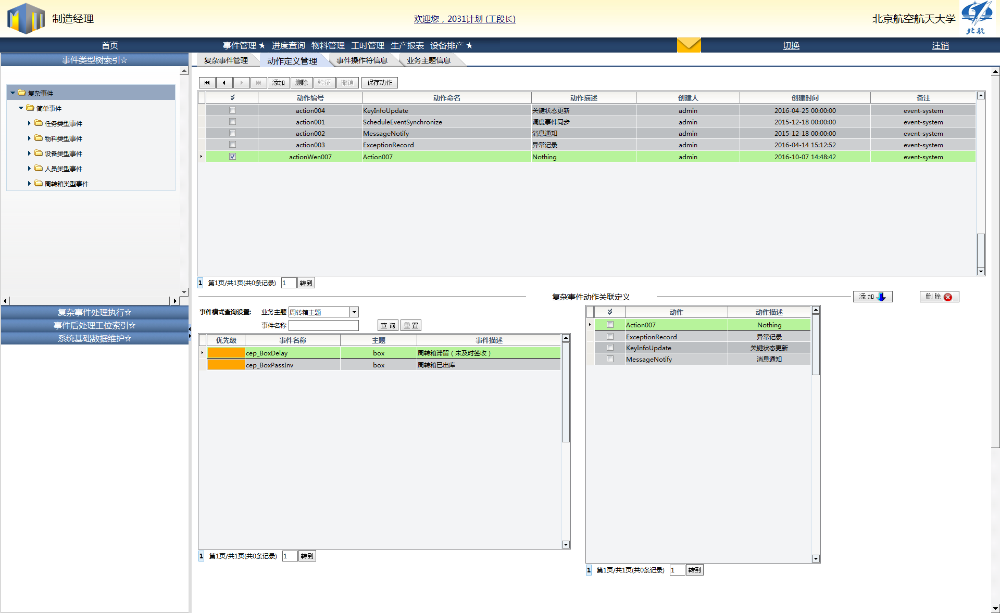 制造经理
欢迎您，2031计划 (工段长)
北京航空航天大学
北航
首页 事件管理 ★ 进度查询 物料管理 工时管理 生产报表 设备排产 ★ 切换 注销
事件类型树索引☆
复杂事件
简单事件
任务类型事件
物料类型事件
设备类型事件
人员类型事件
周转箱类型事件
复杂事件处理执行☆
事件后处理工位索引☆
系统基础数据维护☆
复杂事件管理 动作定义管理 事件操作符信息 业务主题信息
添加 删除 验证 撤销 保存动作
动作编号 动作命名 动作描述 创建人 创建时间 备注
action004 KeyInfoUpdate 关键状态更新 admin 2016-04-25 00:00:00 event-system
action001 ScheduleEventSynchronize 调度事件同步 admin 2015-12-18 00:00:00 event-system
action002 MessageNotify 消息通知 admin 2015-12-18 00:00:00 event-system
action003 ExceptionRecord 异常记录 admin 2016-04-14 15:12:52 event-system
actionWen007 Action007 Nothing admin 2016-10-07 14:48:42 event-system
1 第1页/共1页(共0条记录) 1 转到
复杂事件动作关联定义 添加 删除
事件模式查询设置: 业务主题 周转箱主题
事件名称 查询 重置
优先级 事件名称 主题 事件描述
cep_BoxDelay box 周转箱滞留（未及时签收）
cep_BoxPassInv box 周转箱已出库
1 第1页/共1页(共0条记录) 1 转到
动作 动作描述
Action007 Nothing
ExceptionRecord 异常记录
KeyInfoUpdate 关键状态更新
MessageNotify 消息通知
1 第1页/共1页(共0条记录) 1 转到